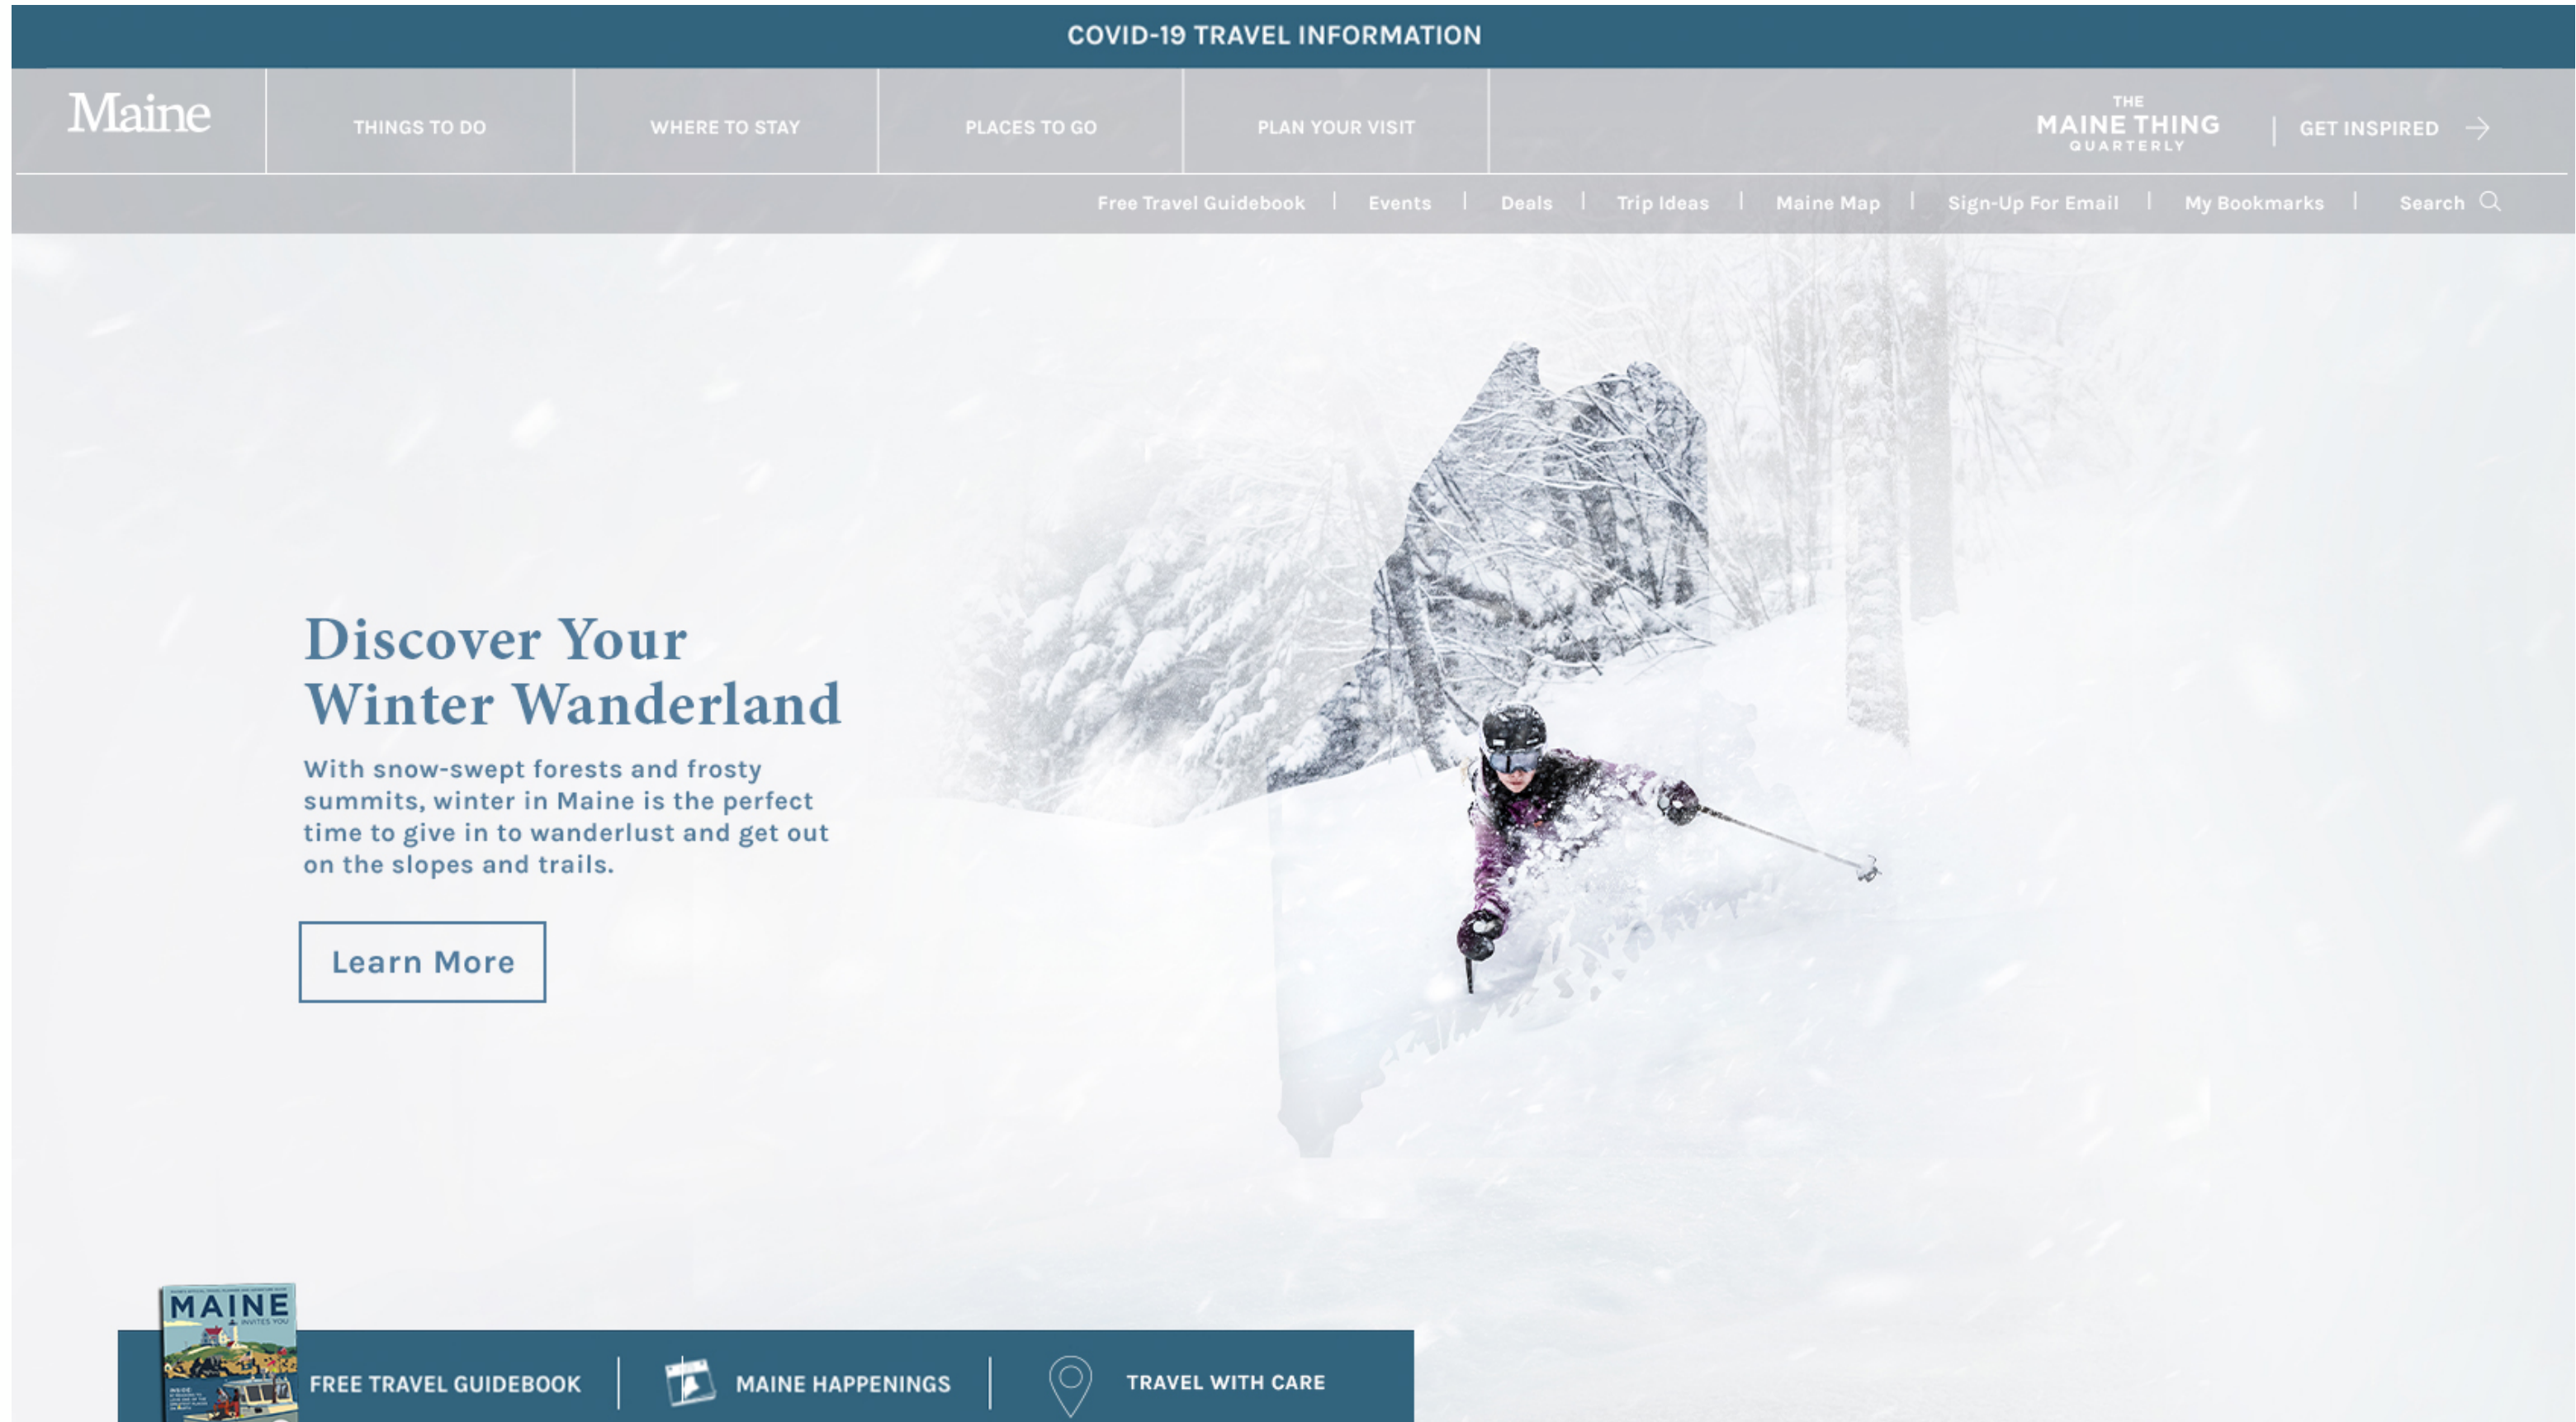 COVID-19 TRAVEL INFORMATION
Maine
THINGS TO DO
WHERE TO STAY
PLACES TO GO
PLAN YOUR VISIT
THE
MAINE THING
QUARTERLY
GET INSPIRED
Free Travel Guidebook
Events
Deals
Trip Ideas
Maine Map
Sign-Up For Email
My Bookmarks
Search
Discover Your
Winter Wanderland
With snow-swept forests and frosty
summits, winter in Maine is the perfect
time to give in to wanderlust and get out
on the slopes and trails.
Learn More
MAINE
INVITES YOU
FREE TRAVEL GUIDEBOOK
MAINE HAPPENINGS
TRAVEL WITH CARE